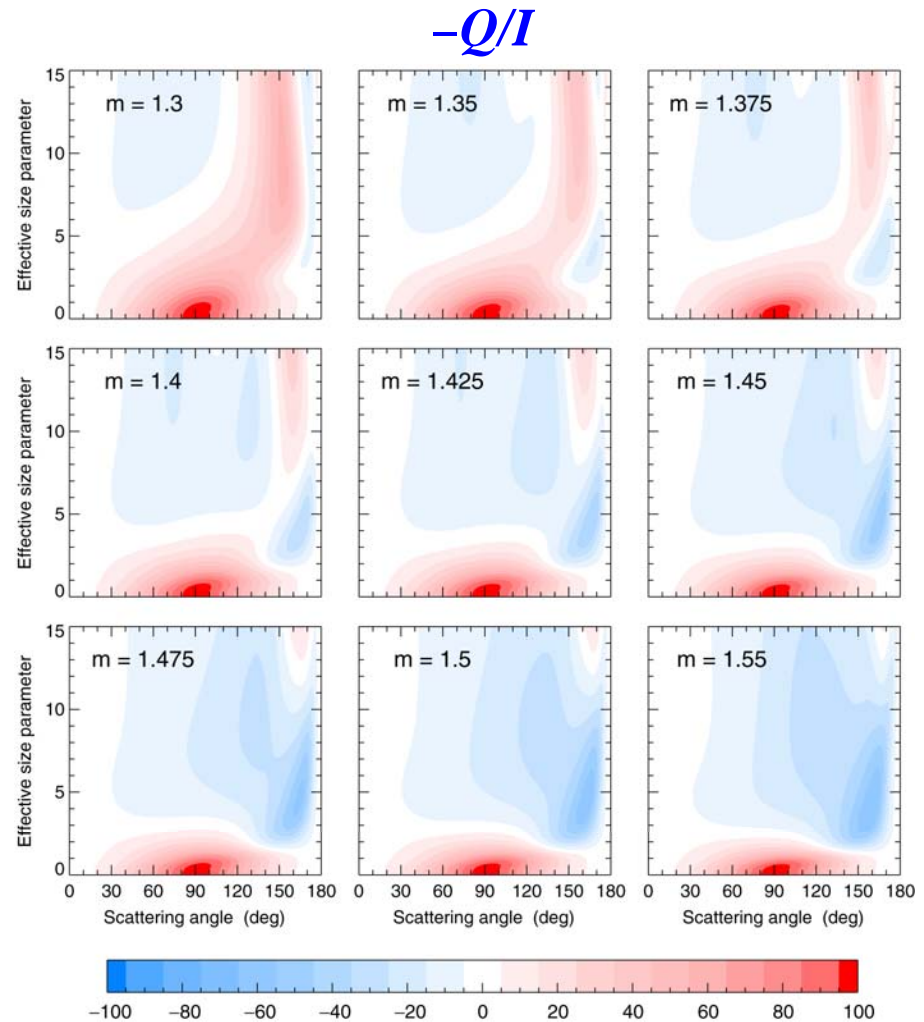 –Q/I
15
10
5
0
Effective size parameter
m = 1.3
m = 1.35
m = 1.375
15
10
5
0
Effective size parameter
m = 1.4
m = 1.425
m = 1.45
15
10
5
0
Effective size parameter
m = 1.475
m = 1.5
m = 1.55
0 30 60 90 120 150 180
0 30 60 90 120 150 180
0 30 60 90 120 150 180
Scattering angle (deg)
Scattering angle (deg)
Scattering angle (deg)
–100 –80 –60 –40 –20 0 20 40 60 80 100